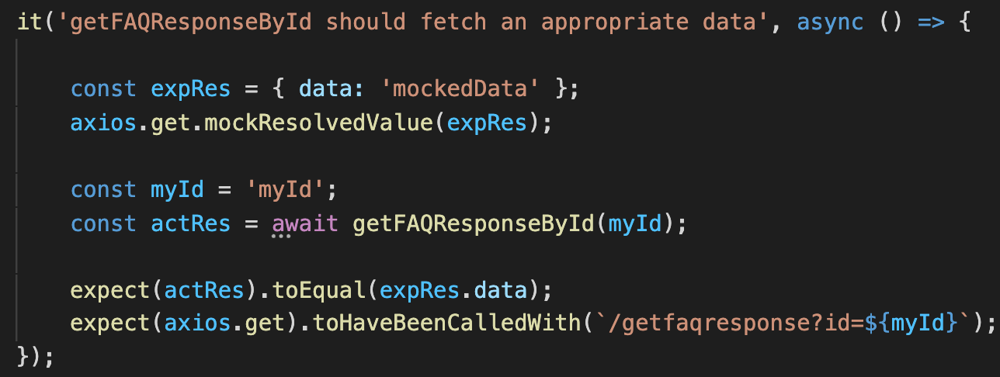 it('getFAQResponseById should fetch an appropriate data', async () => {
const expRes = { data: 'mockedData' };
axios.get.mockResolvedValue(expRes);
const myId = 'myId';
const actRes = await getFAQResponseById(myId);
expect(actRes).toEqual(expRes.data);
expect(axios.get).toHaveBeenCalledWith(`/getfaqresponse?id=${myId}`);
});